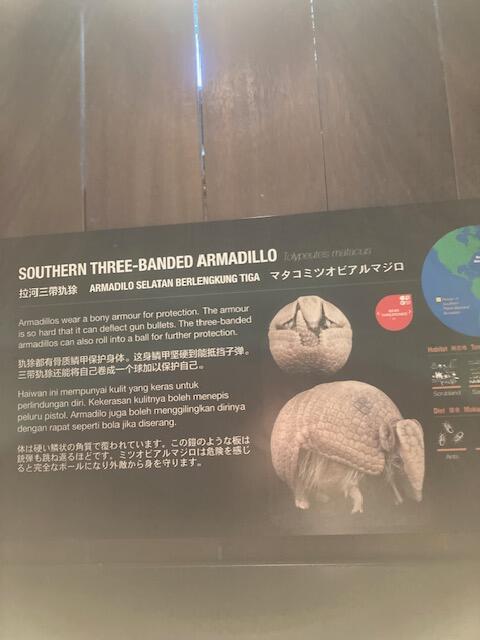 SOUTHERN THREE-BANDED ARMADILLO Tolypeutes matacus
拉河三带犰狳 ARMADILO SELATAN BERLENGKUNG TIGA マタコミツオビアルマジロ
Armadillos wear a bony armour for protection. The armour
is so hard that it can deflect gun bullets. The three-banded
armadillos can also roll into a ball for further protection.
犰狳都有骨质鳞甲保护身体。这身鳞甲坚硬到能抵挡子弹。
三带犰狳还能将自己卷成一个球加以保护自己。
Haiwan ini mempunyai kulit yang keras untuk
perlindungan diri. Kekerasan kulitnya boleh menepis
peluru pistol. Armadilo juga boleh menggilingkan dirinya
dengan rapat seperti bola jika diserang.
体は硬い鱗状の角質で覆われています。この鎧のような板は
銃弾も跳ね返るほどです。ミツオビアルマジロは危険を感じ
ると完全なボールになり外敵から身を守ります。
Habitat
Scrubland
Diet
Ants